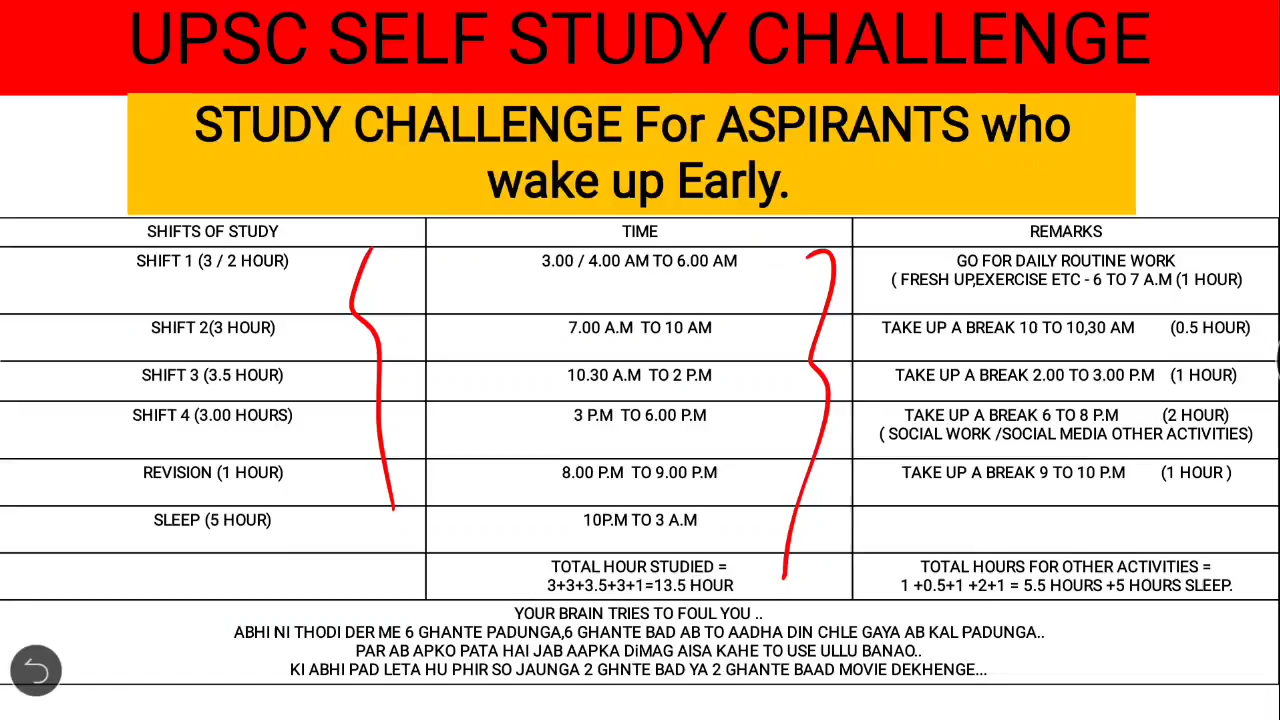 UPSC SELF STUDY CHALLENGE
STUDY CHALLENGE For ASPIRANTS who
wake up Early.
SHIFTS OF STUDY TIME REMARKS
SHIFT 1 (3 / 2 HOUR) 3.00 / 4.00 AM TO 6.00 AM GO FOR DAILY ROUTINE WORK
( FRESH UP,EXERCISE ETC - 6 TO 7 A.M (1 HOUR)
SHIFT 2(3 HOUR) 7.00 A.M TO 10 AM TAKE UP A BREAK 10 TO 10,30 AM (0.5 HOUR)
SHIFT 3 (3.5 HOUR) 10.30 A.M TO 2 P.M TAKE UP A BREAK 2.00 TO 3.00 P.M (1 HOUR)
SHIFT 4 (3.00 HOURS) 3 P.M TO 6.00 P.M TAKE UP A BREAK 6 TO 8 P.M (2 HOUR)
( SOCIAL WORK /SOCIAL MEDIA OTHER ACTIVITIES)
REVISION (1 HOUR) 8.00 P.M TO 9.00 P.M TAKE UP A BREAK 9 TO 10 P.M (1 HOUR )
SLEEP (5 HOUR) 10P.M TO 3 A.M
TOTAL HOUR STUDIED = TOTAL HOURS FOR OTHER ACTIVITIES =
3+3+3.5+3+1=13.5 HOUR 1 +0.5+1 +2+1 = 5.5 HOURS +5 HOURS SLEEP.
YOUR BRAIN TRIES TO FOUL YOU ..
ABHI NI THODI DER ME 6 GHANTE PADUNGA,6 GHANTE BAD AB TO AADHA DIN CHLE GAYA AB KAL PADUNGA..
PAR AB APKO PATA HAI JAB AAPKA DiMAG AISA KAHE TO USE ULLU BANAO..
KI ABHI PAD LETA HU PHIR SO JAUNGA 2 GHNTE BAD YA 2 GHANTE BAAD MOVIE DEKHENGE...